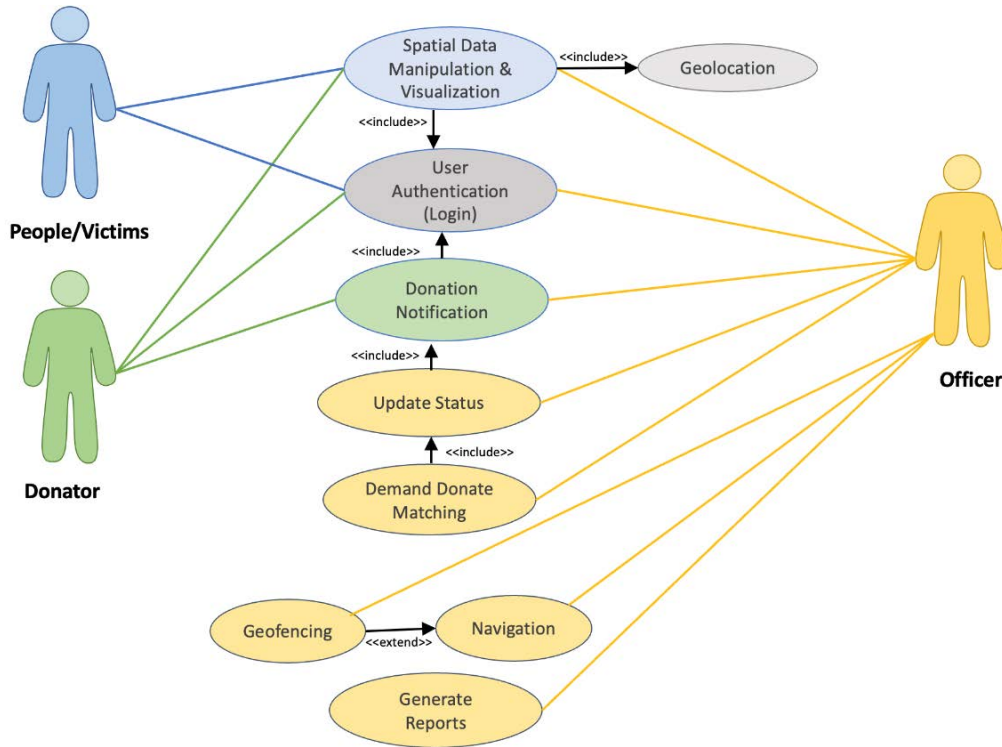 Spatial Data
Manipulation &
Visualization
<<include>>
Geolocation
<<include>>
People/Victims
User
Authentication
(Login)
<<include>>
Donation
Notification
Officer
<<include>>
Update Status
<<include>>
Donator
Demand Donate
Matching
Geofencing
<<extend>>
Navigation
Generate
Reports